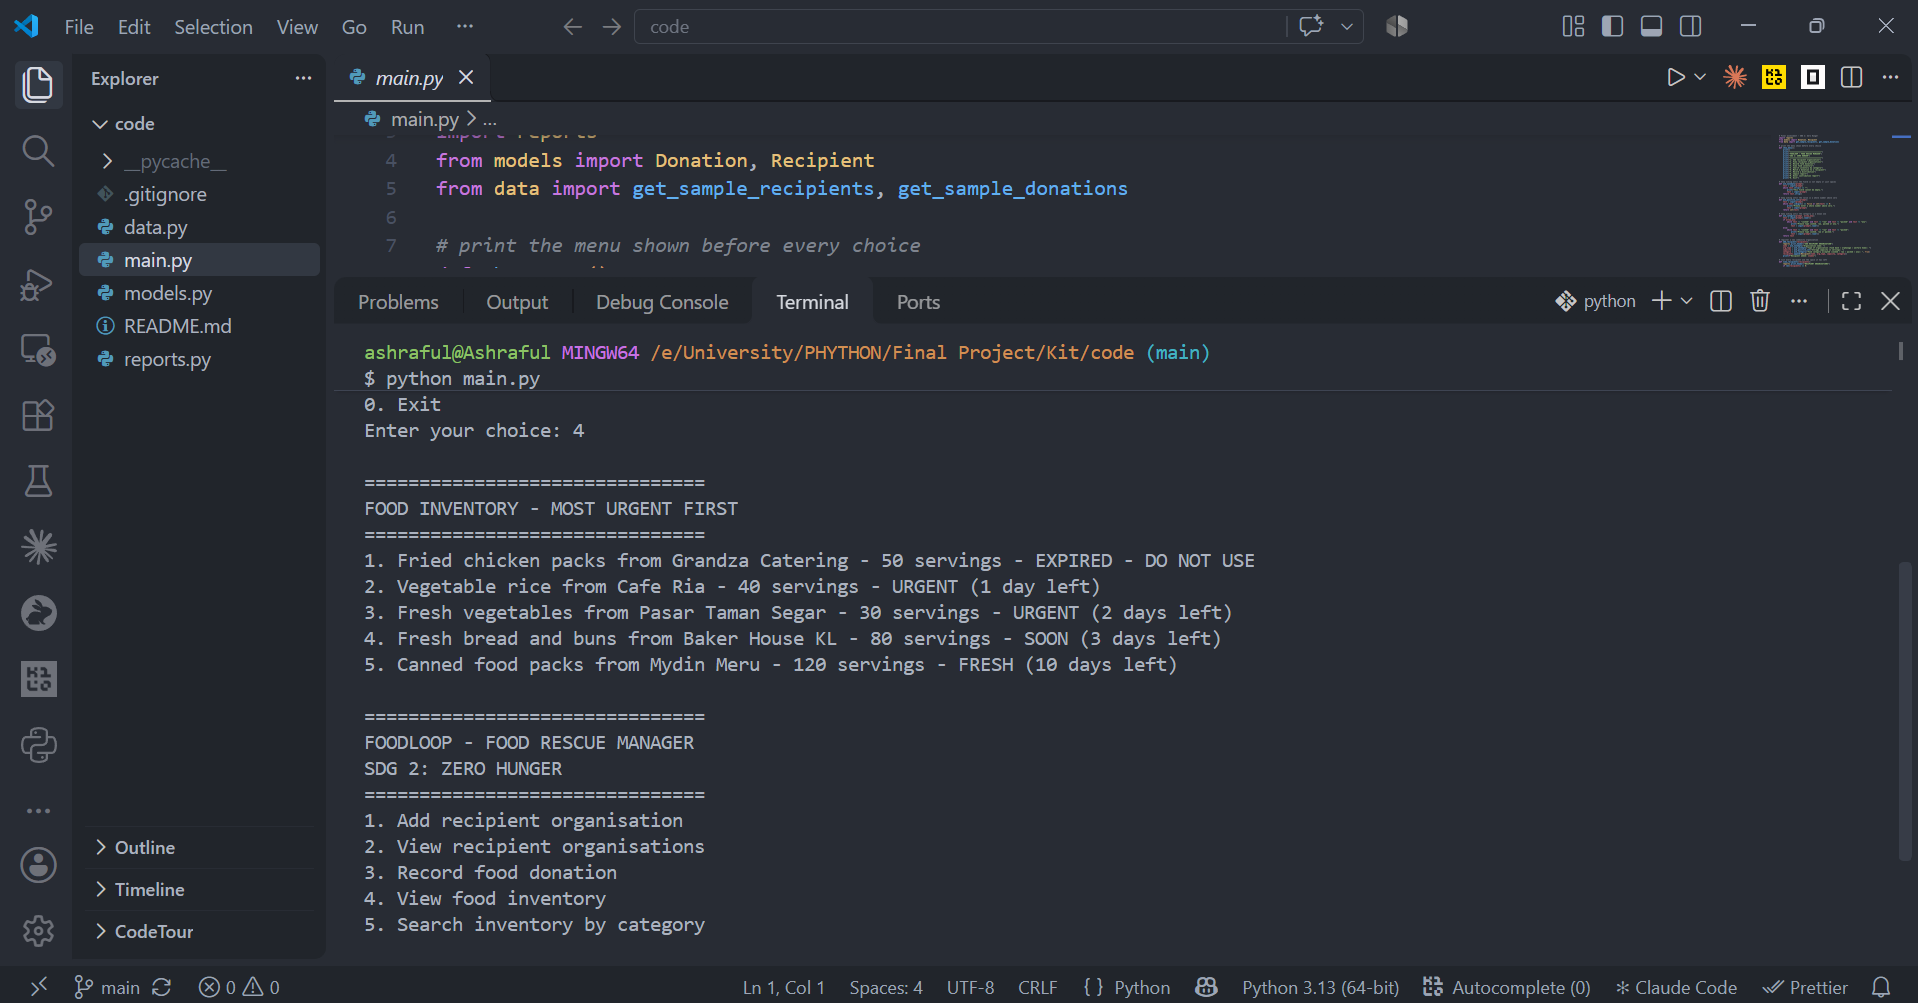 File Edit Selection View Go Run ··· code
Explorer ···
main.py
code
main.py > ...
__pycache__
.gitignore
data.py
main.py
models.py
README.md
reports.py
Outline
Timeline
CodeTour
import reports
4 from models import Donation, Recipient
5 from data import get_sample_recipients, get_sample_donations
6
7 # print the menu shown before every choice
Problems Output Debug Console Terminal Ports python
ashraful@Ashraful MINGW64 /e/University/PHYTHON/Final Project/Kit/code (main)
$ python main.py
0. Exit
Enter your choice: 4
===============================
FOOD INVENTORY - MOST URGENT FIRST
===============================
1. Fried chicken packs from Grandza Catering - 50 servings - EXPIRED - DO NOT USE
2. Vegetable rice from Cafe Ria - 40 servings - URGENT (1 day left)
3. Fresh vegetables from Pasar Taman Segar - 30 servings - URGENT (2 days left)
4. Fresh bread and buns from Baker House KL - 80 servings - SOON (3 days left)
5. Canned food packs from Mydin Meru - 120 servings - FRESH (10 days left)
===============================
FOODLOOP - FOOD RESCUE MANAGER
SDG 2: ZERO HUNGER
===============================
1. Add recipient organisation
2. View recipient organisations
3. Record food donation
4. View food inventory
5. Search inventory by category
main 0 0 Ln 1, Col 1 Spaces: 4 UTF-8 CRLF { } Python Python 3.13 (64-bit) Autocomplete (0) Claude Code Prettier